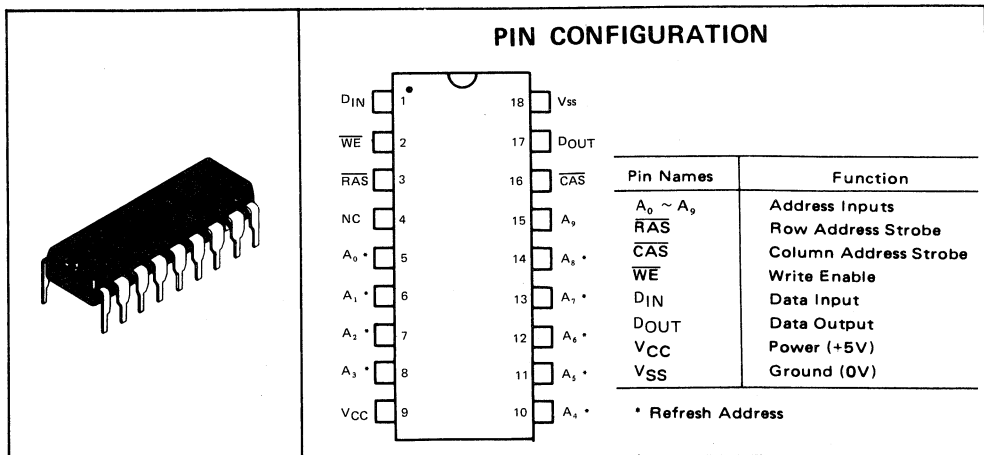 PIN CONFIGURATION
DIN 1 18 Vss
WE 2 17 DOUT
RAS 3 16 CAS
NC 4 15 A₉
A₀ * 5 14 A₈ *
A₁ * 6 13 A₇ *
A₂ * 7 12 A₆ *
A₃ * 8 11 A₅ *
VCC 9 10 A₄ *
Pin Names Function
A₀ ~ A₉ Address Inputs
RAS Row Address Strobe
CAS Column Address Strobe
WE Write Enable
DIN Data Input
DOUT Data Output
VCC Power (+5V)
VSS Ground (0V)
* Refresh Address